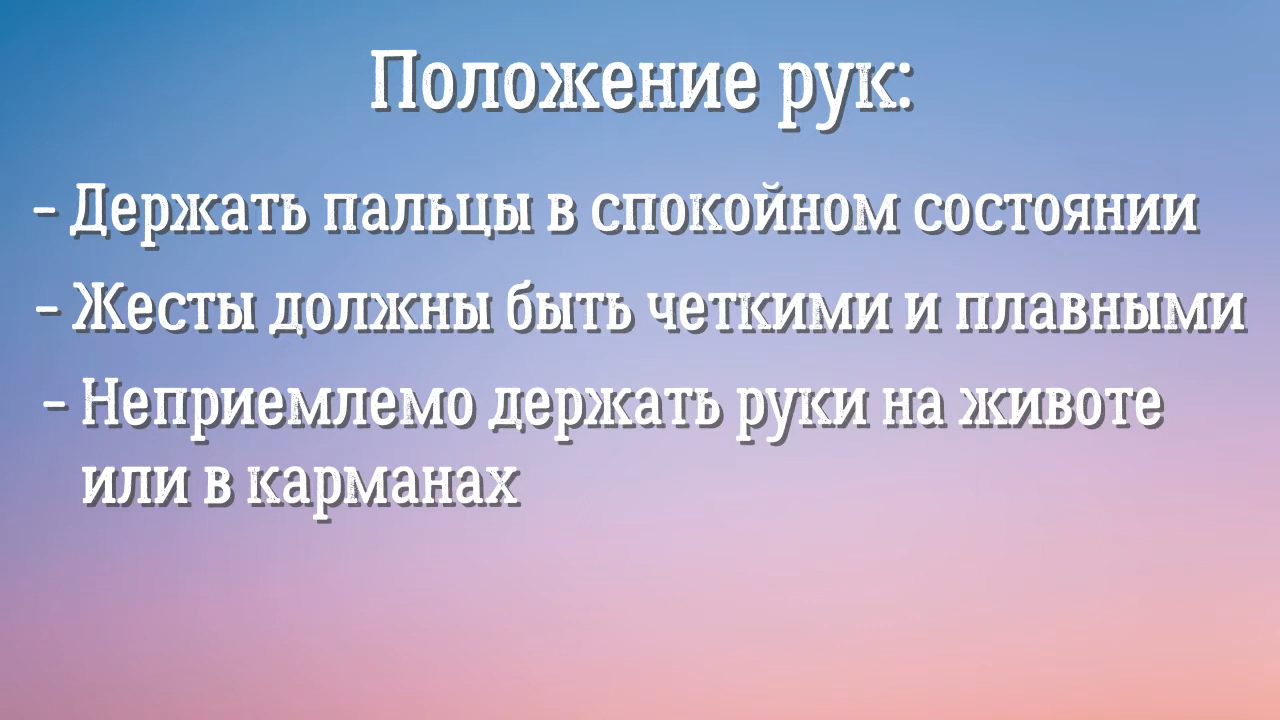 Положение рук:
- Держать пальцы в спокойном состоянии
- Жесты должны быть четкими и плавными
- Неприемлемо держать руки на животе
или в карманах